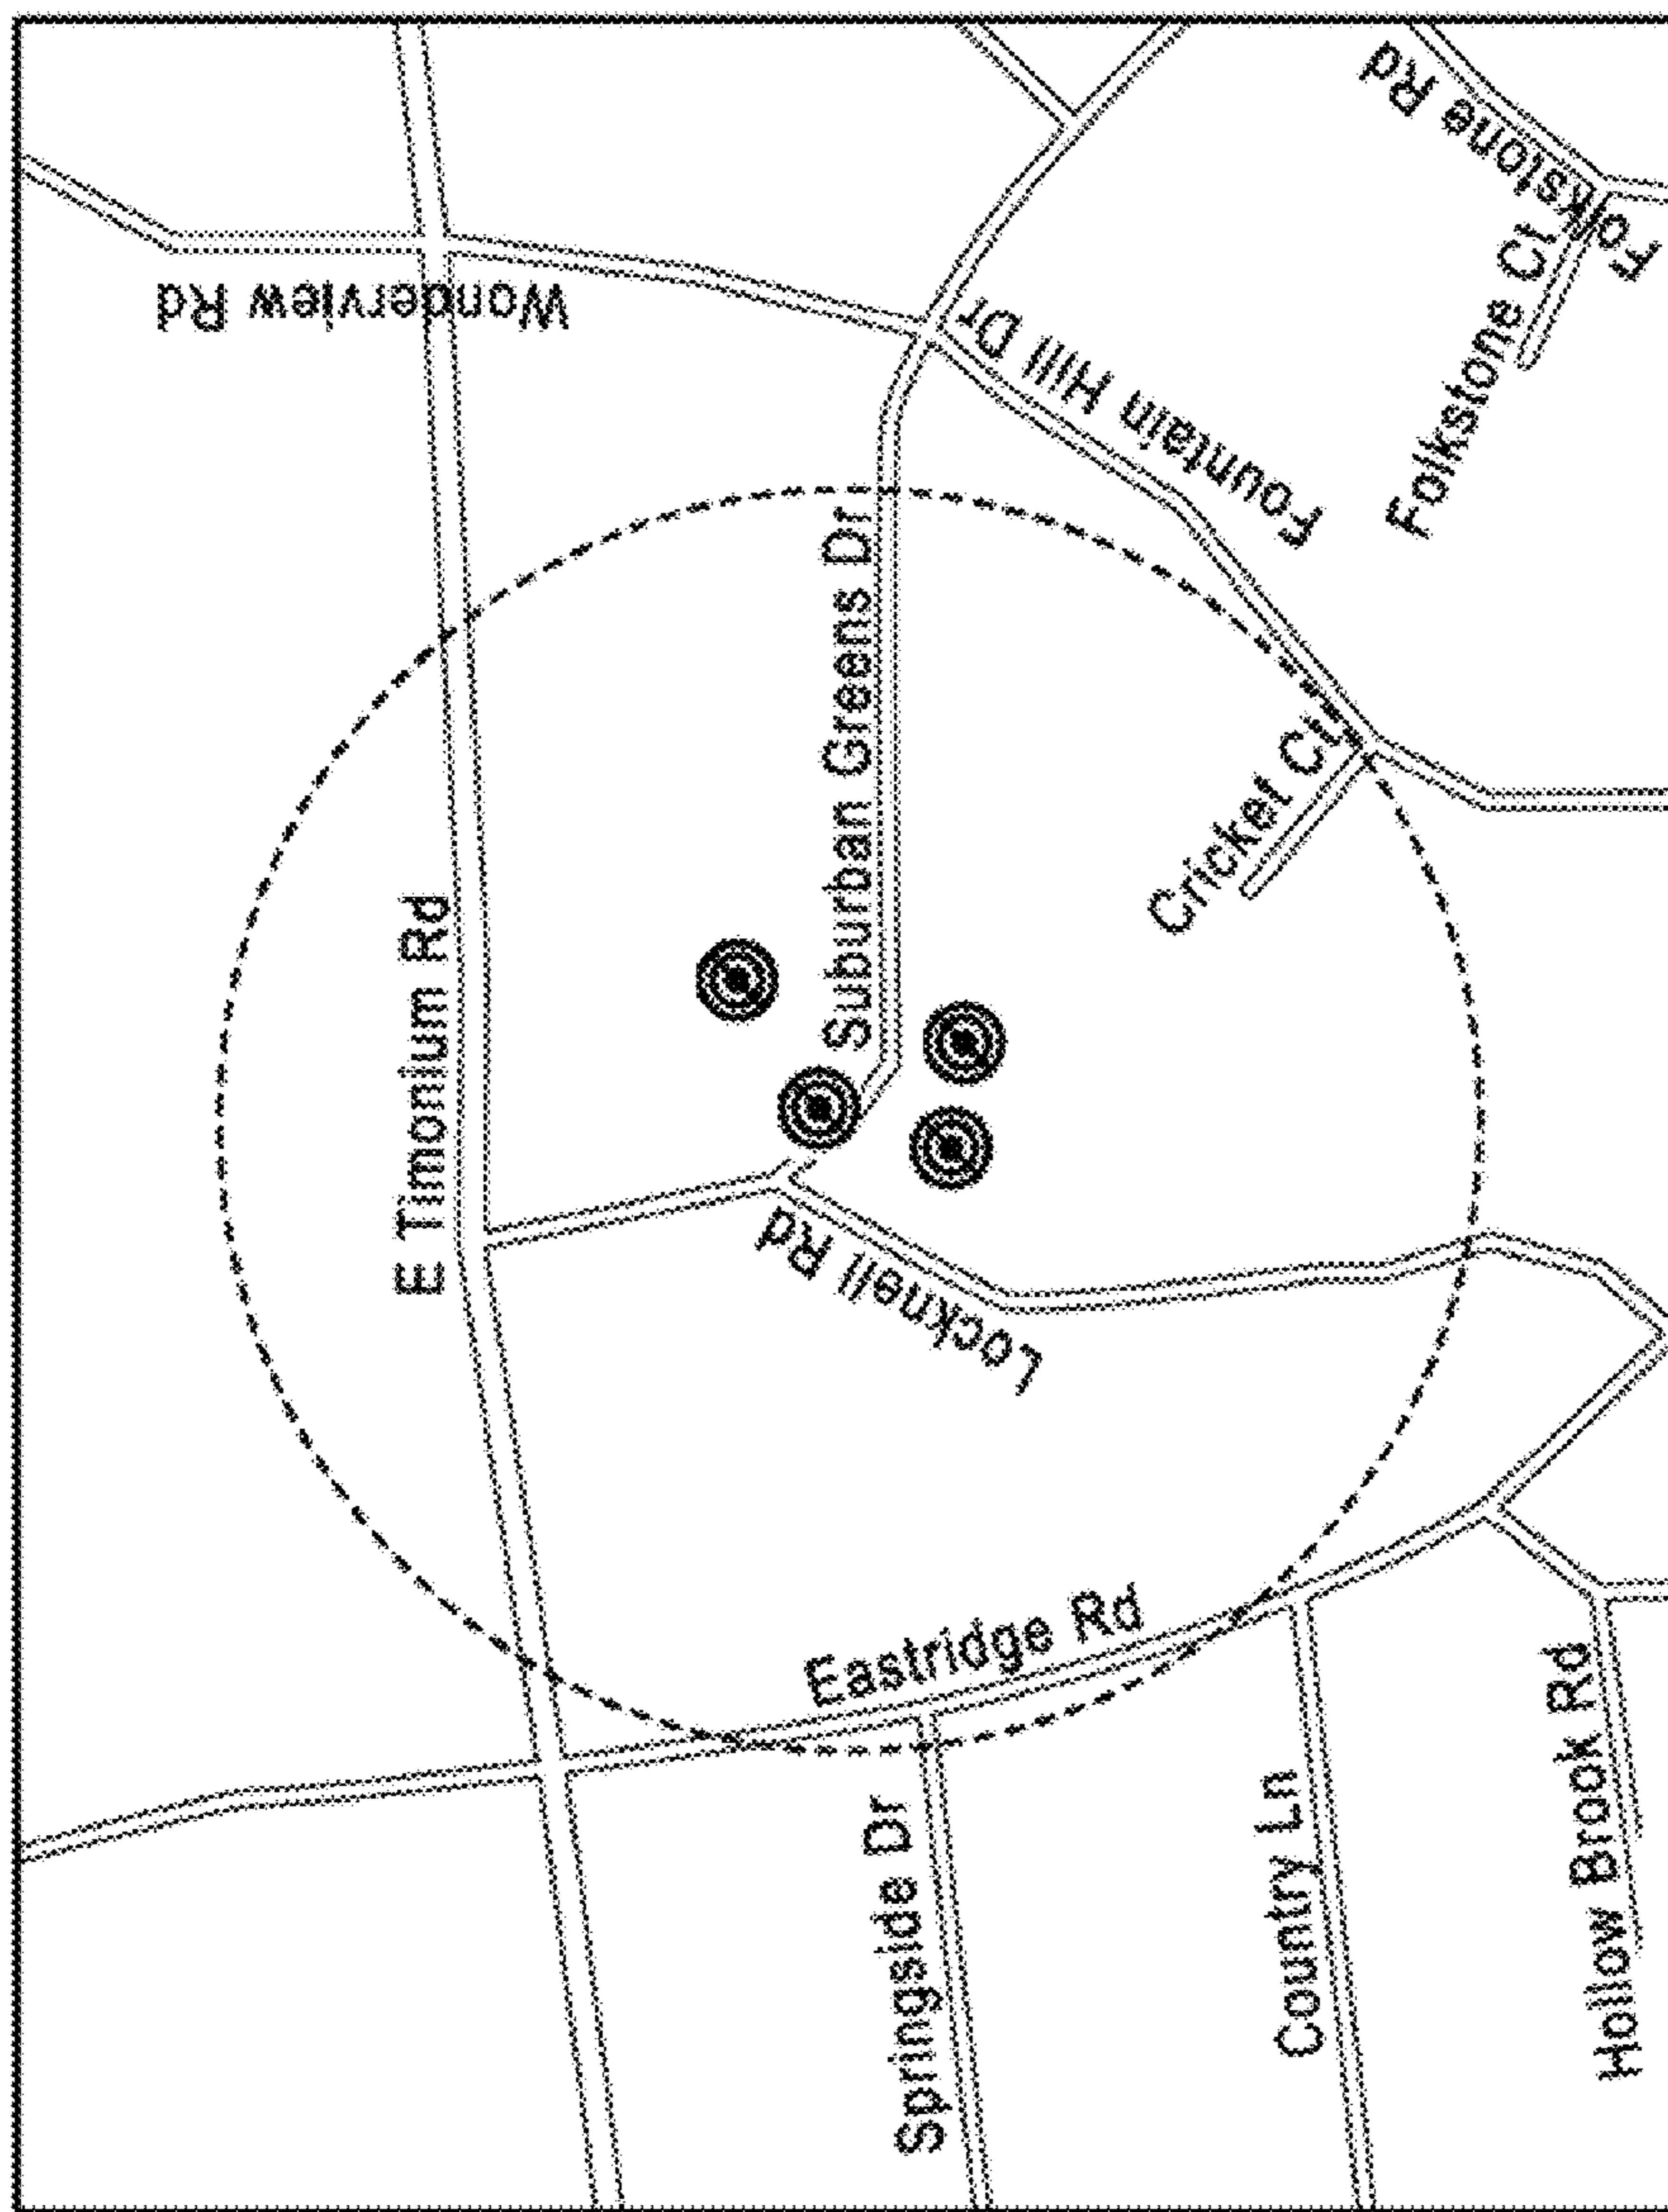 E Timonium Rd
Wonderview Rd
Suburban Greens Dr
Locknell Rd
Eastridge Rd
Springside Dr
Country Ln
Hollow Brook Rd
Cricket Ct
Fountain Hill Dr
Folkstone Ct
Folkstone Rd